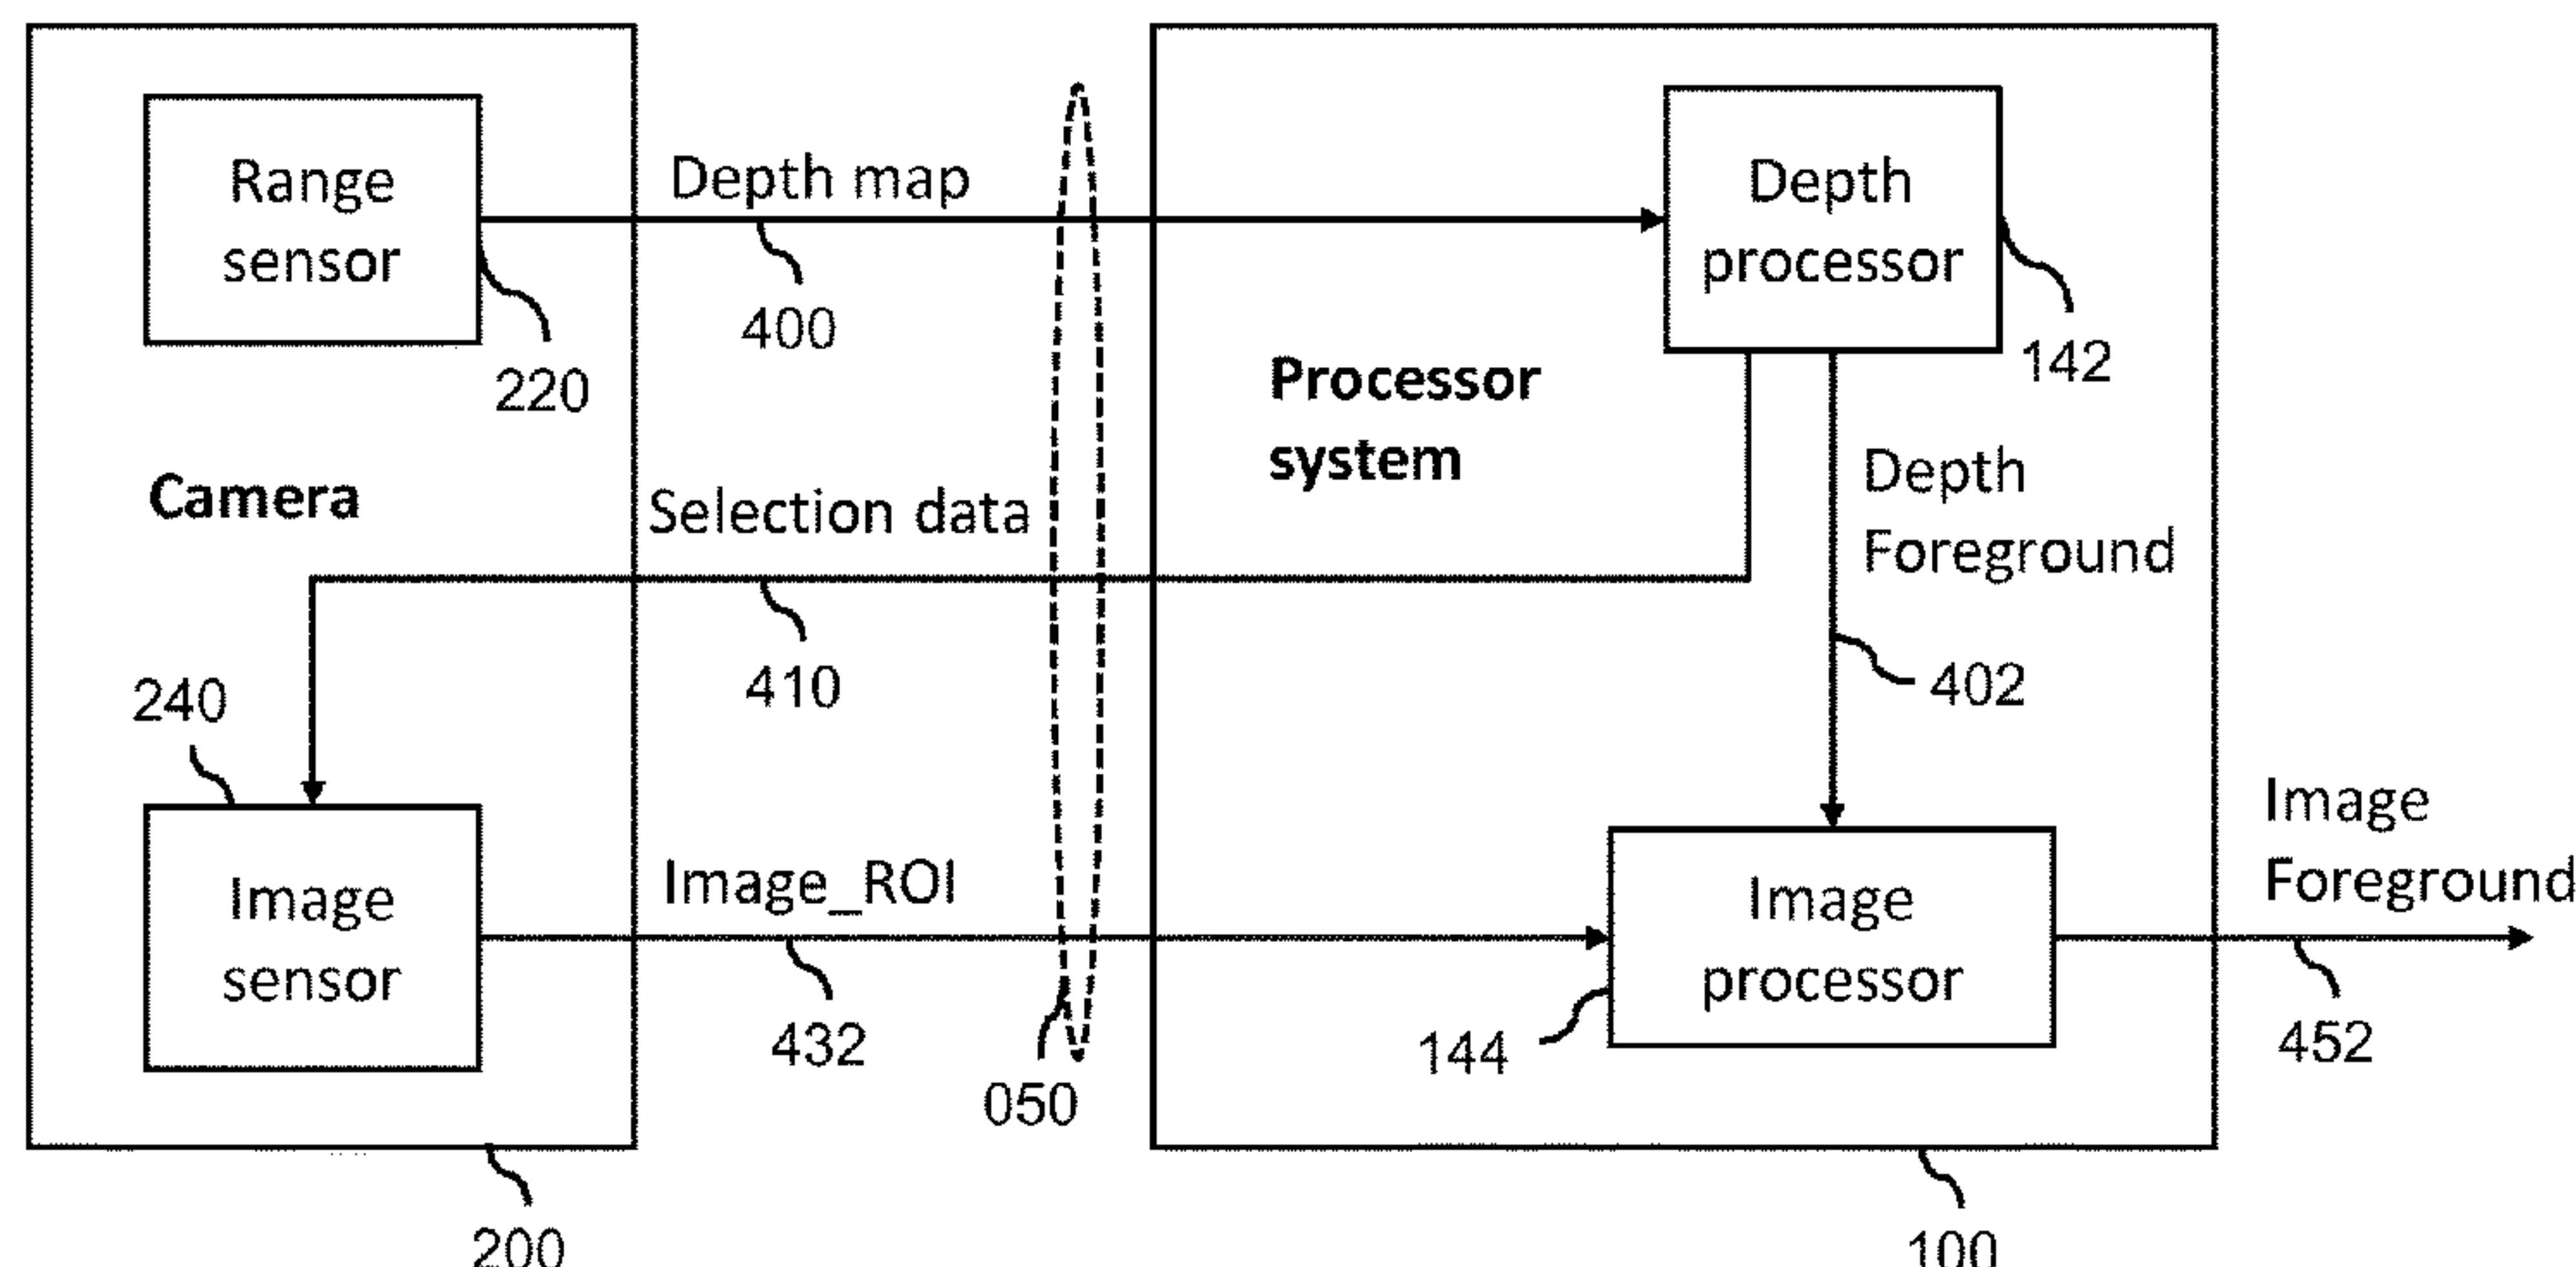 Range
sensor
220
Camera
240
Image
sensor
200
Depth map
400
Selection data
410
Image_ROI
432
050
Processor
system
Depth
processor
142
Depth
Foreground
402
Image
processor
144
100
Image
Foreground
452